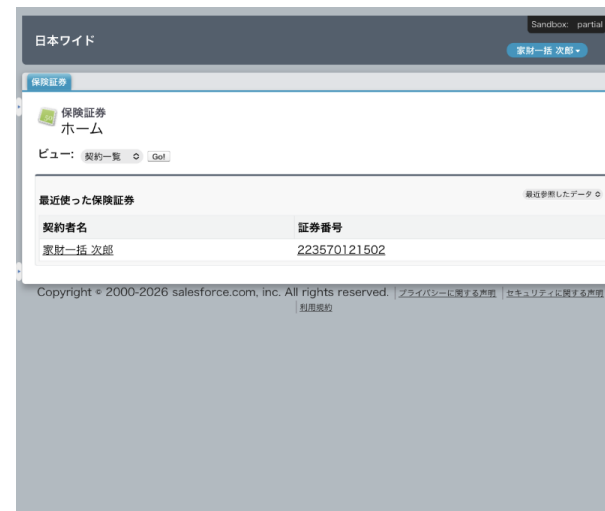 Sandbox: partial
日本ワイド
家財一括 次郎
保険証券
保険証券
ホーム
ビュー: 契約一覧 Go!
最近使った保険証券 最近参照したデータ
契約者名 証券番号
家財一括 次郎 223570121502
Copyright © 2000-2026 salesforce.com, inc. All rights reserved. | プライバシーに関する声明 | セキュリティに関する声明
| 利用規約